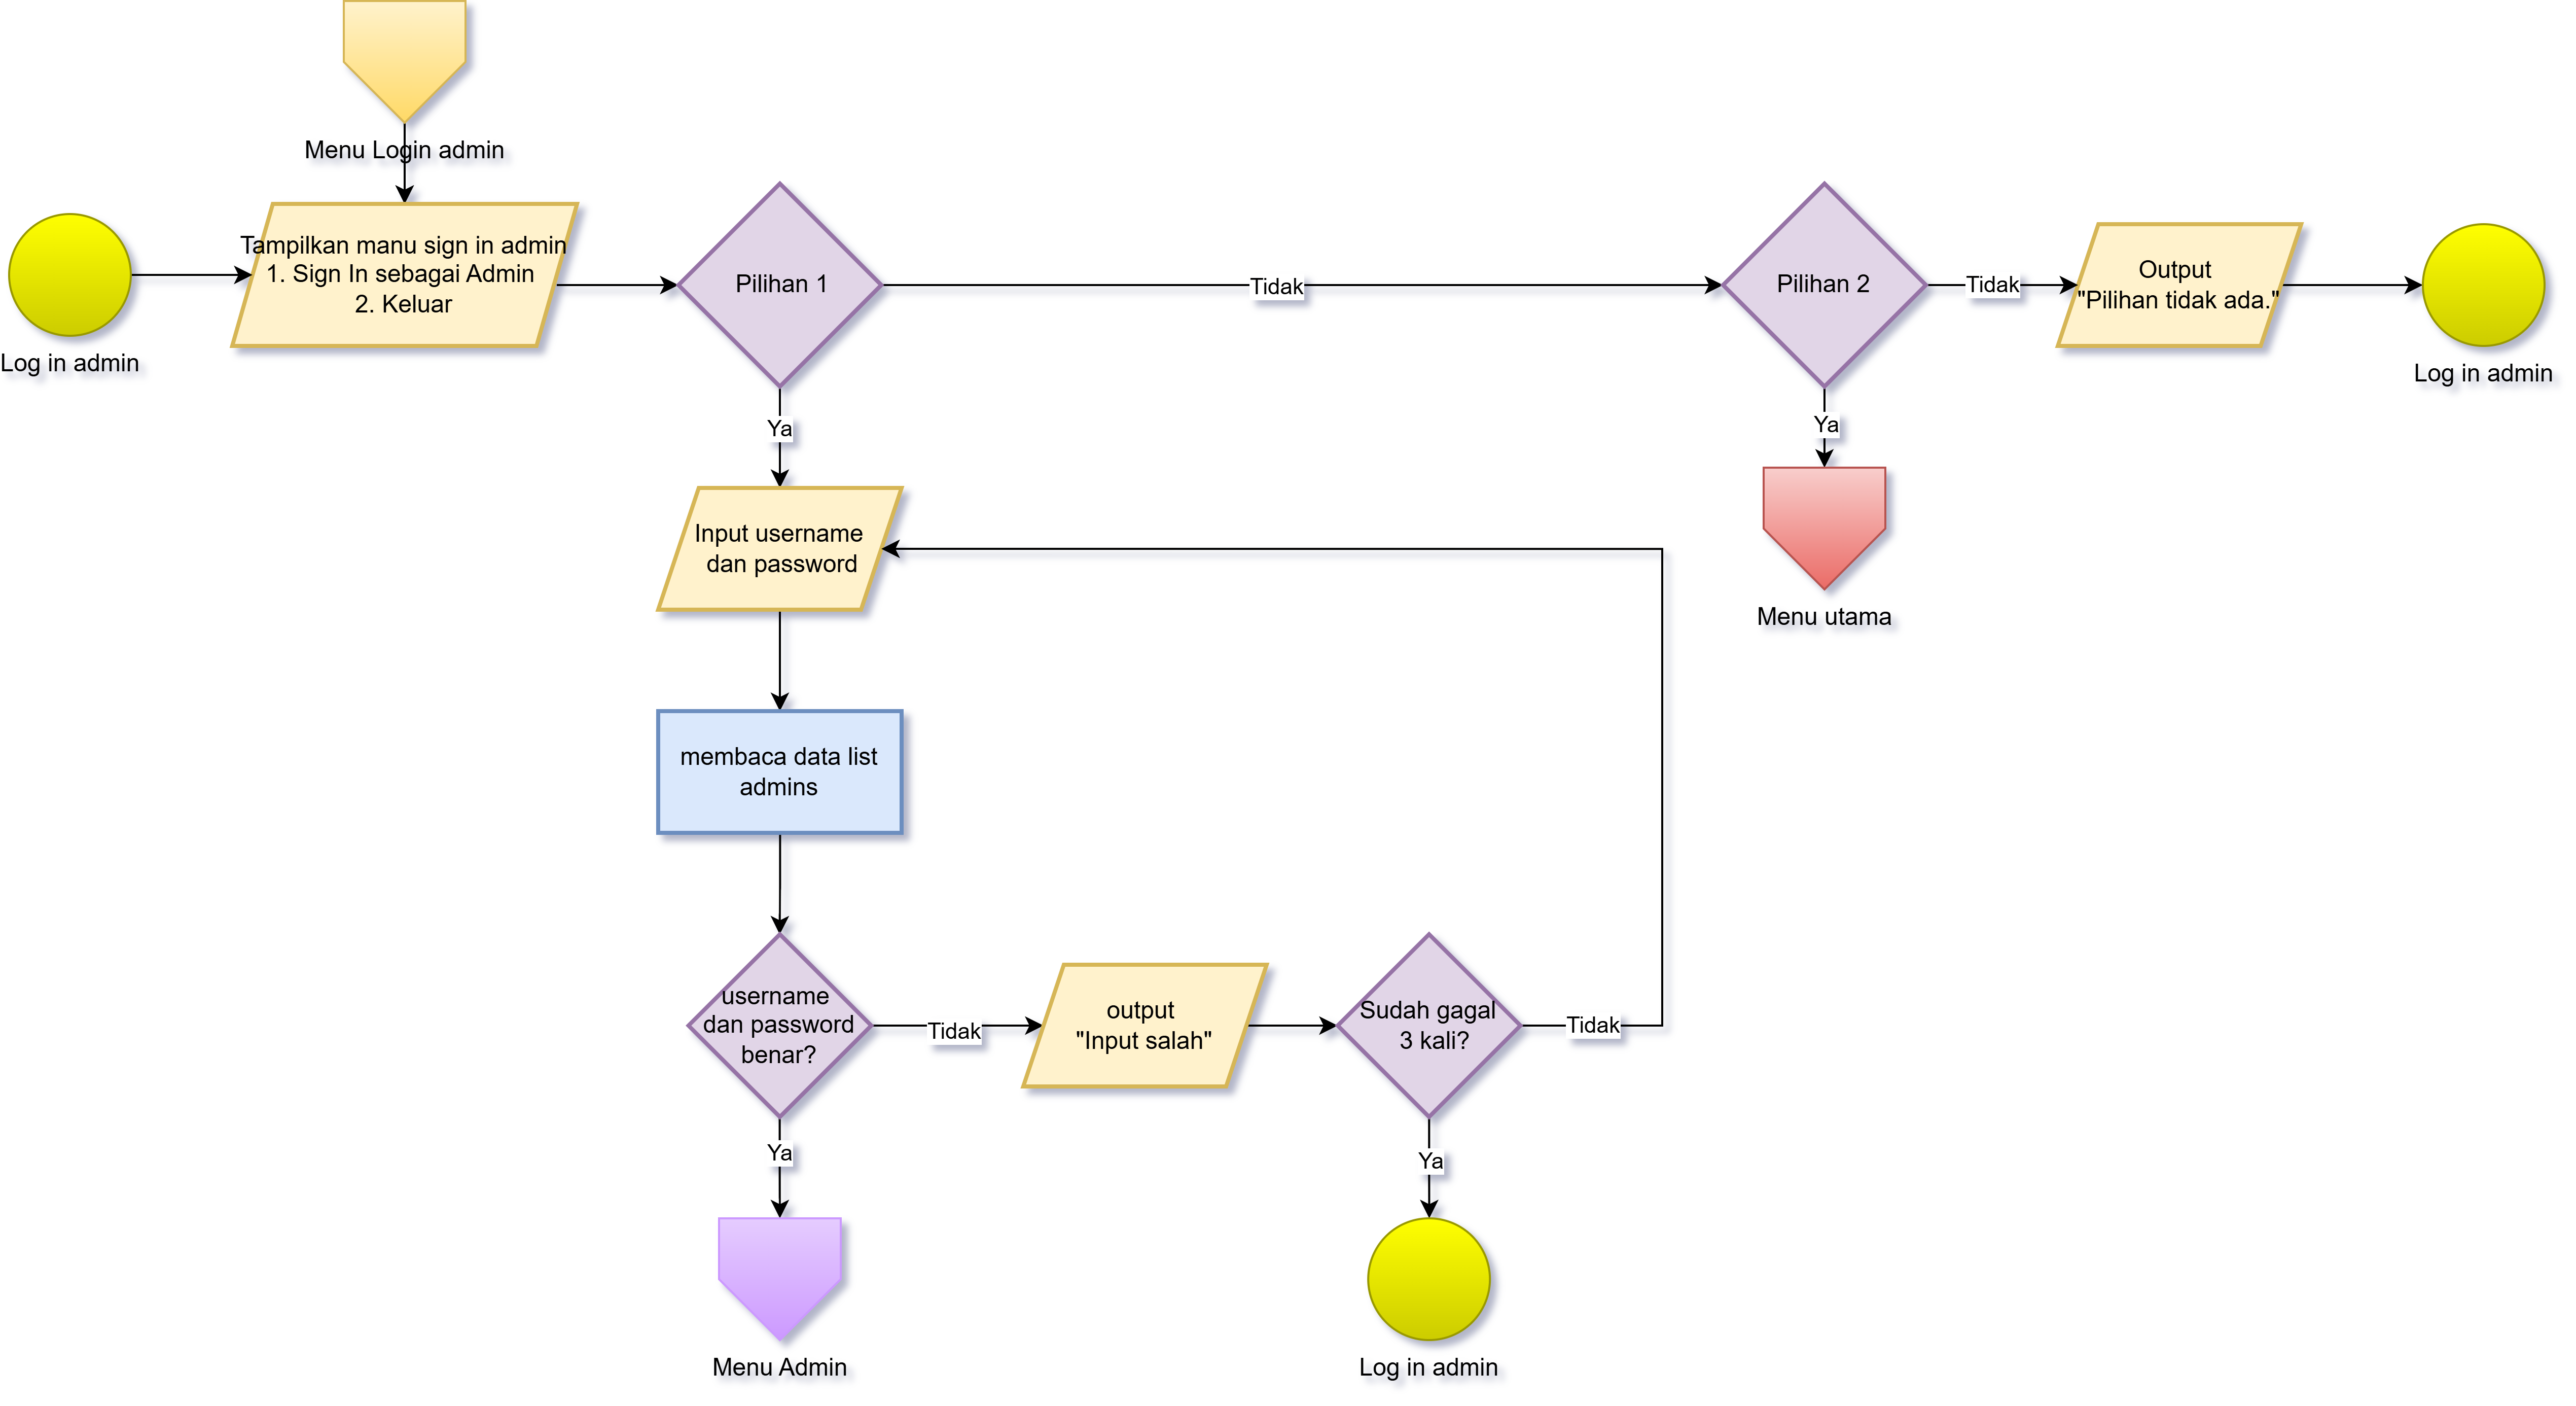 Menu Login admin
Tampilkan manu sign in admin
1. Sign In sebagai Admin
2. Keluar
Log in admin
Pilihan 1
Tidak
Pilihan 2
Tidak
Output
"Pilihan tidak ada."
Log in admin
Ya
Ya
Menu utama
Input username
dan password
membaca data list
admins
username
dan password
benar?
Tidak
output
"Input salah"
Sudah gagal
3 kali?
Tidak
Ya
Ya
Menu Admin
Log in admin